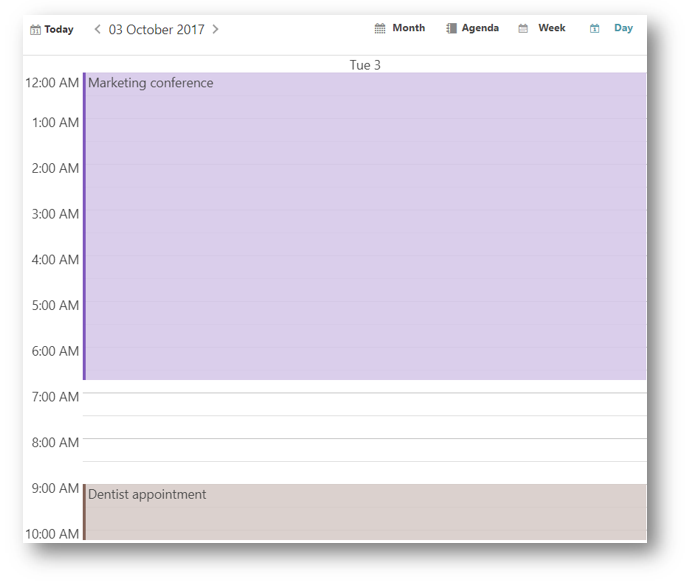 Today 03 October 2017 Month Agenda Week Day
Tue 3
12:00 AM Marketing conference
1:00 AM
2:00 AM
3:00 AM
4:00 AM
5:00 AM
6:00 AM
7:00 AM
8:00 AM
9:00 AM Dentist appointment
10:00 AM